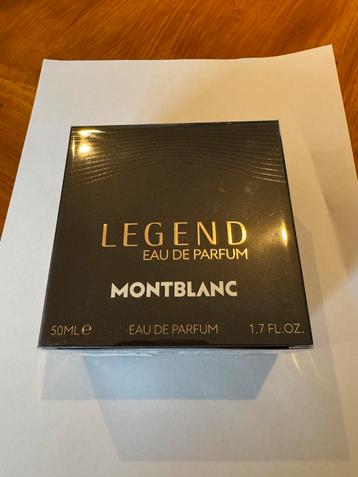 LEGEND
EAU DE PARFUM
MONTBLANC
50ML ℮ EAU DE PARFUM 1.7 FL.OZ.